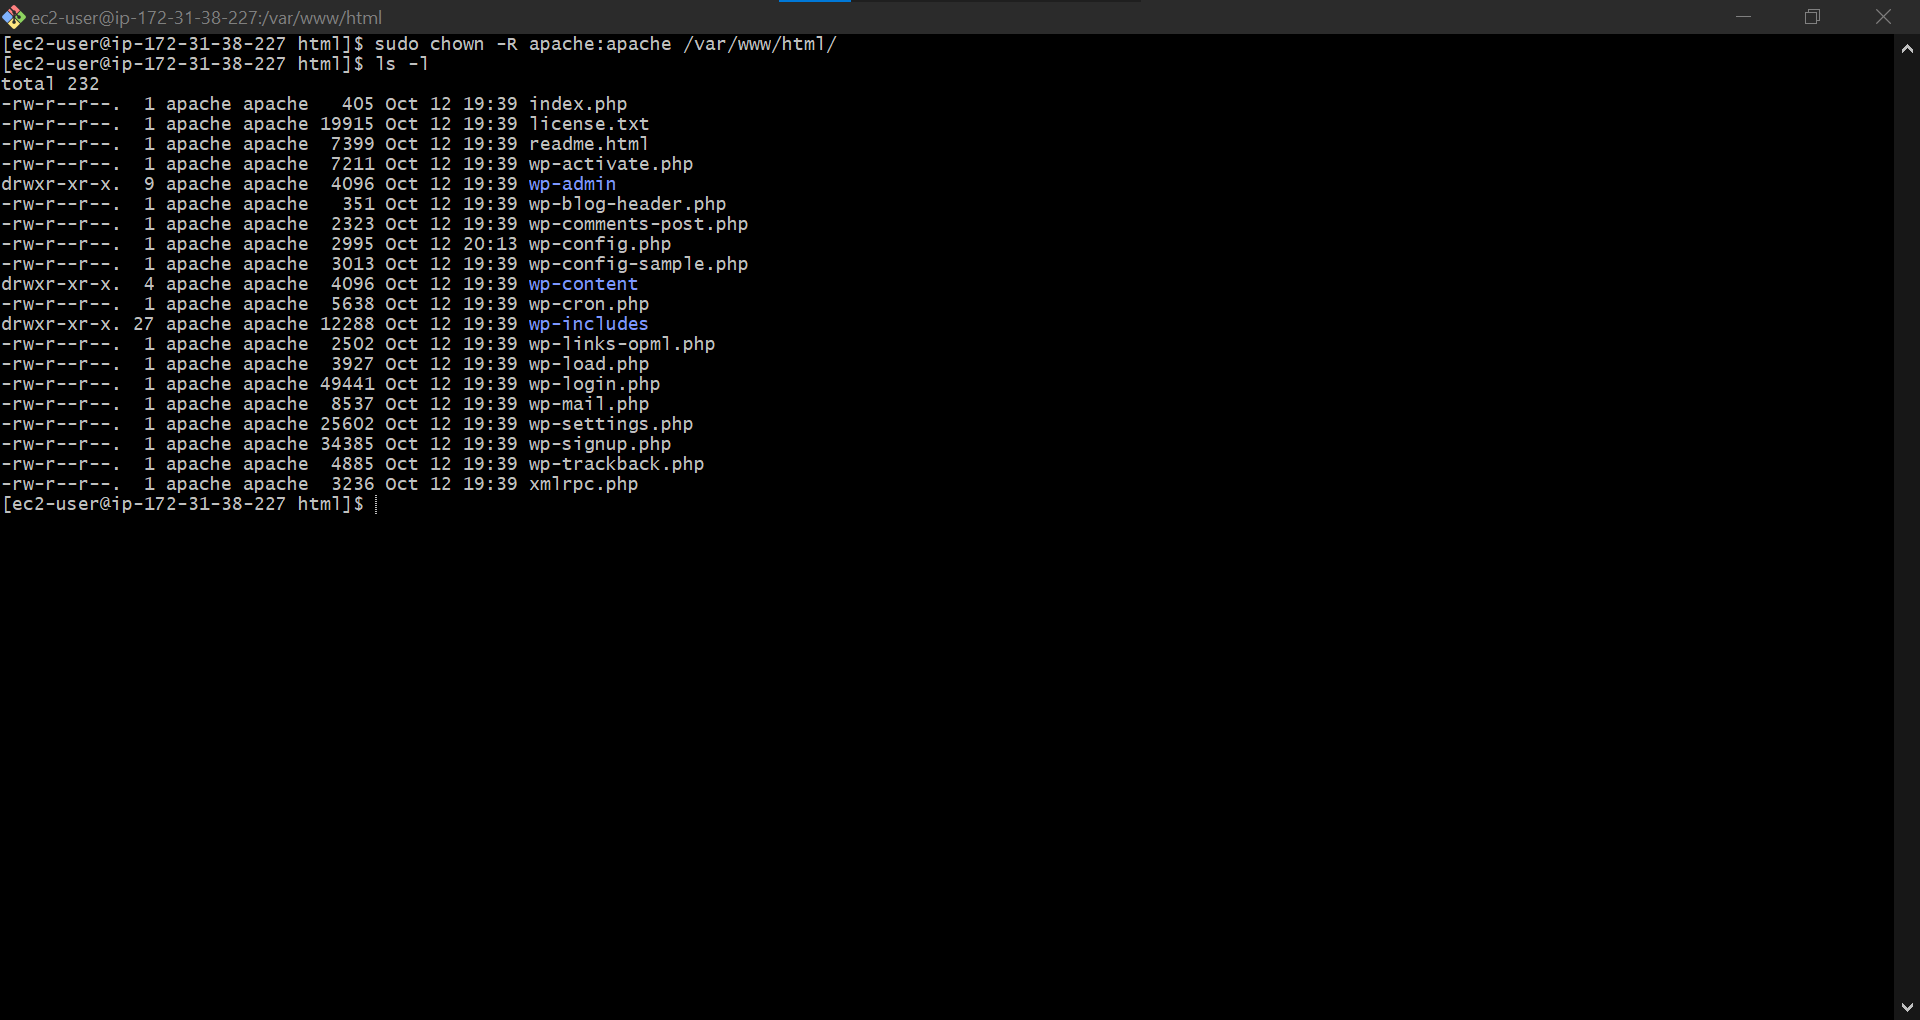 ec2-user@ip-172-31-38-227:/var/www/html
[ec2-user@ip-172-31-38-227 html]$ sudo chown -R apache:apache /var/www/html/
[ec2-user@ip-172-31-38-227 html]$ ls -l
total 232
-rw-r--r--.  1 apache apache   405 Oct 12 19:39 index.php
-rw-r--r--.  1 apache apache 19915 Oct 12 19:39 license.txt
-rw-r--r--.  1 apache apache  7399 Oct 12 19:39 readme.html
-rw-r--r--.  1 apache apache  7211 Oct 12 19:39 wp-activate.php
drwxr-xr-x.  9 apache apache  4096 Oct 12 19:39 wp-admin
-rw-r--r--.  1 apache apache   351 Oct 12 19:39 wp-blog-header.php
-rw-r--r--.  1 apache apache  2323 Oct 12 19:39 wp-comments-post.php
-rw-r--r--.  1 apache apache  2995 Oct 12 20:13 wp-config.php
-rw-r--r--.  1 apache apache  3013 Oct 12 19:39 wp-config-sample.php
drwxr-xr-x.  4 apache apache  4096 Oct 12 19:39 wp-content
-rw-r--r--.  1 apache apache  5638 Oct 12 19:39 wp-cron.php
drwxr-xr-x. 27 apache apache 12288 Oct 12 19:39 wp-includes
-rw-r--r--.  1 apache apache  2502 Oct 12 19:39 wp-links-opml.php
-rw-r--r--.  1 apache apache  3927 Oct 12 19:39 wp-load.php
-rw-r--r--.  1 apache apache 49441 Oct 12 19:39 wp-login.php
-rw-r--r--.  1 apache apache  8537 Oct 12 19:39 wp-mail.php
-rw-r--r--.  1 apache apache 25602 Oct 12 19:39 wp-settings.php
-rw-r--r--.  1 apache apache 34385 Oct 12 19:39 wp-signup.php
-rw-r--r--.  1 apache apache  4885 Oct 12 19:39 wp-trackback.php
-rw-r--r--.  1 apache apache  3236 Oct 12 19:39 xmlrpc.php
[ec2-user@ip-172-31-38-227 html]$